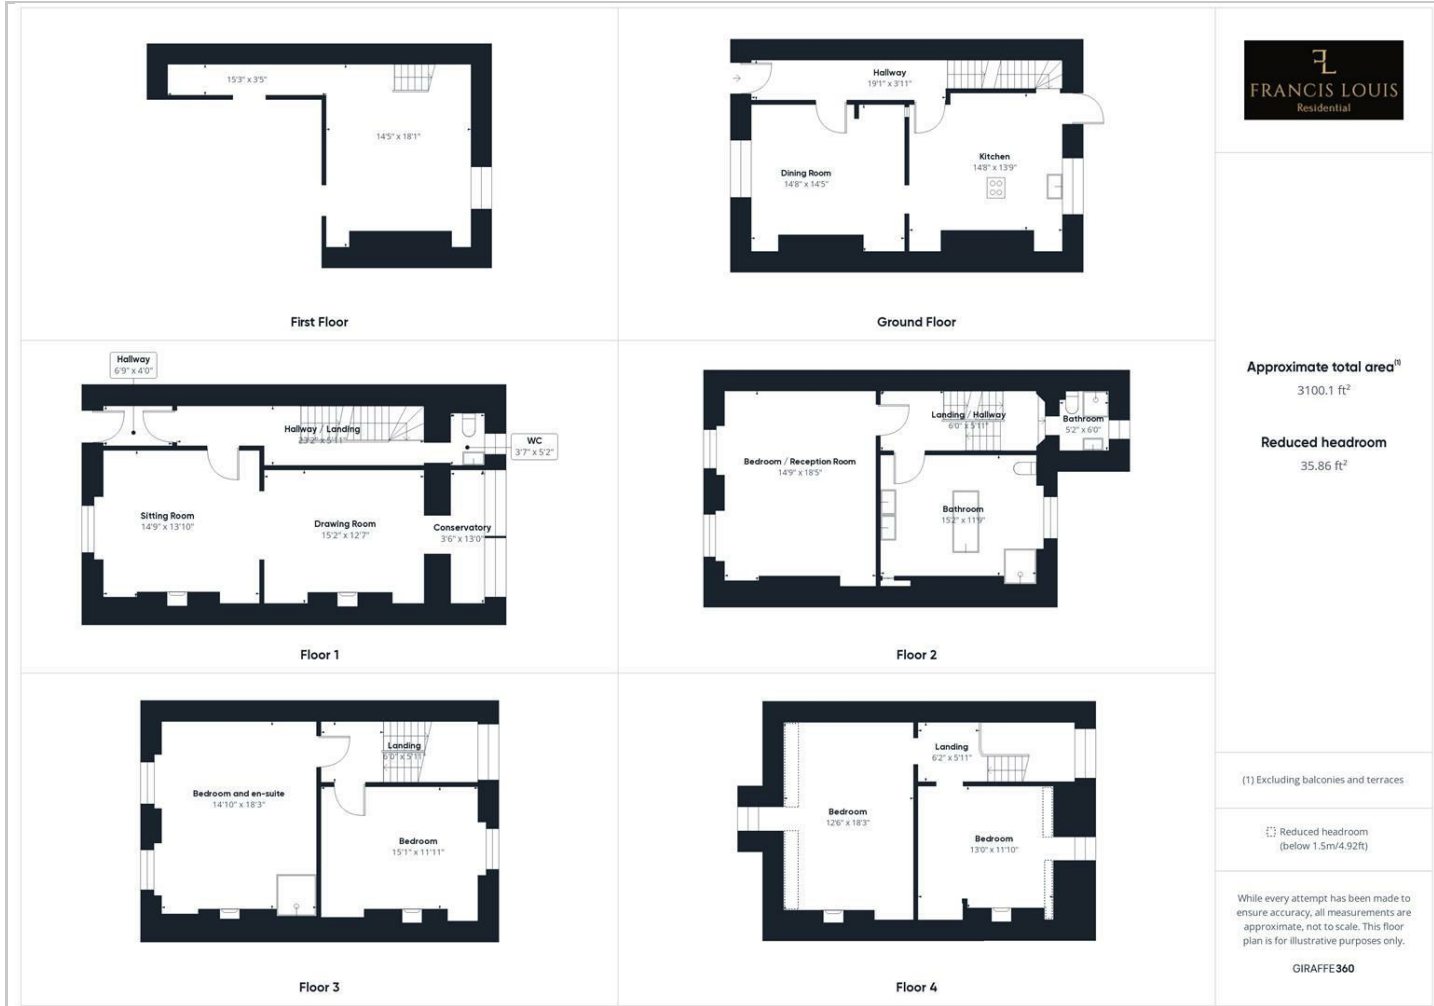 15'3" x 3'5"
14'5" x 18'1"
First Floor
Hallway
19'1" x 3'11"
Dining Room
14'8" x 14'5"
Kitchen
14'8" x 13'9"
Ground Floor
Hallway
6'9" x 4'0"
Hallway / Landing
23'2" x 5'11"
WC
3'7" x 5'2"
Sitting Room
14'9" x 13'10"
Drawing Room
15'2" x 12'7"
Conservatory
3'6" x 13'0"
Floor 1
Landing / Hallway
6'0" x 5'11"
Bathroom
5'2" x 6'0"
Bedroom / Reception Room
14'9" x 18'5"
Bathroom
15'2" x 11'9"
Floor 2
Landing
6'0" x 5'11"
Bedroom and en-suite
14'10" x 18'3"
Bedroom
15'1" x 11'11"
Floor 3
Landing
6'2" x 5'11"
Bedroom
12'6" x 18'3"
Bedroom
13'0" x 11'10"
Floor 4
FL
FRANCIS LOUIS
Residential
Approximate total area(1)
3100.1 ft²
Reduced headroom
35.86 ft²
(1) Excluding balconies and terraces
Reduced headroom
(below 1.5m/4.92ft)
While every attempt has been made to
ensure accuracy, all measurements are
approximate, not to scale. This floor
plan is for illustrative purposes only.
GIRAFFE360